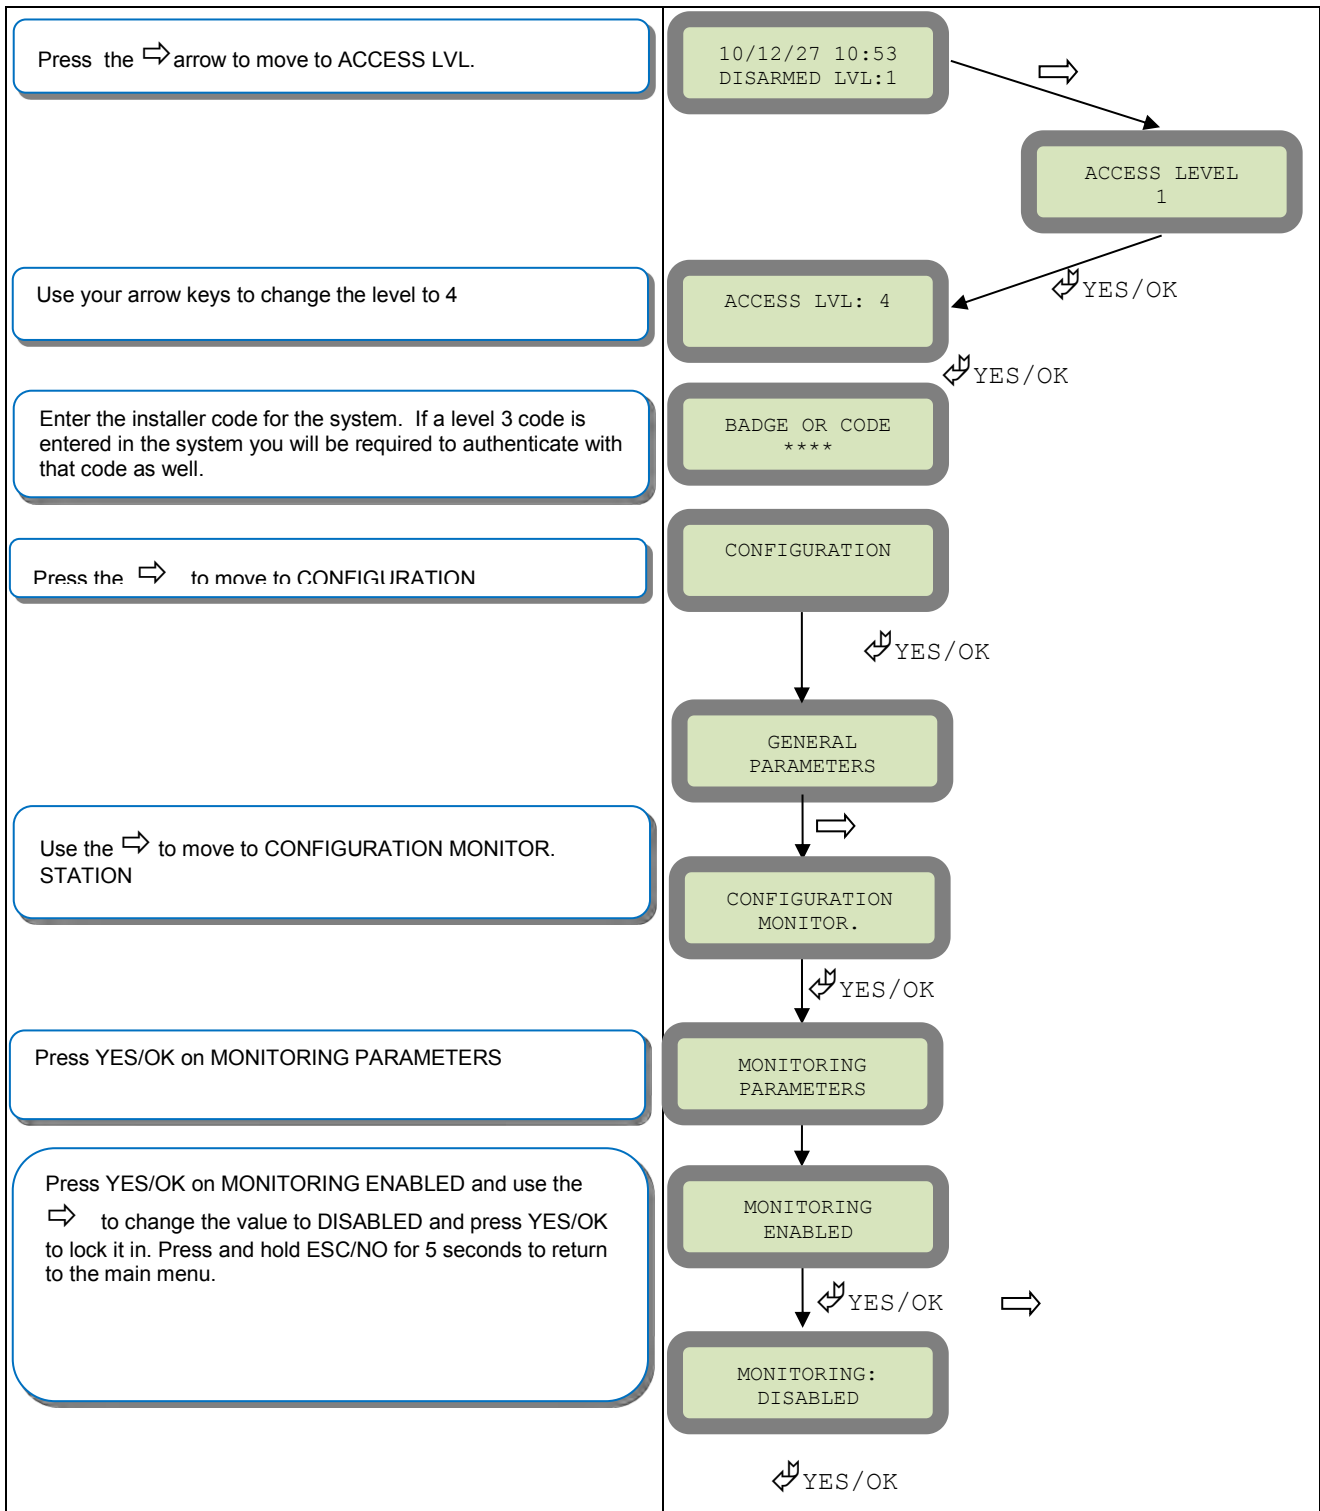 Press the ⇨ arrow to move to ACCESS LVL.
10/12/27 10:53
DISARMED LVL:1
ACCESS LEVEL
1
YES/OK
Use your arrow keys to change the level to 4
ACCESS LVL: 4
YES/OK
Enter the installer code for the system. If a level 3 code is
entered in the system you will be required to authenticate with
that code as well.
BADGE OR CODE
****
Press the ⇨ to move to CONFIGURATION
CONFIGURATION
YES/OK
GENERAL
PARAMETERS
Use the ⇨ to move to CONFIGURATION MONITOR.
STATION
CONFIGURATION
MONITOR.
YES/OK
Press YES/OK on MONITORING PARAMETERS
MONITORING
PARAMETERS
Press YES/OK on MONITORING ENABLED and use the
⇨ to change the value to DISABLED and press YES/OK
to lock it in. Press and hold ESC/NO for 5 seconds to return
to the main menu.
MONITORING
ENABLED
YES/OK
MONITORING:
DISABLED
YES/OK